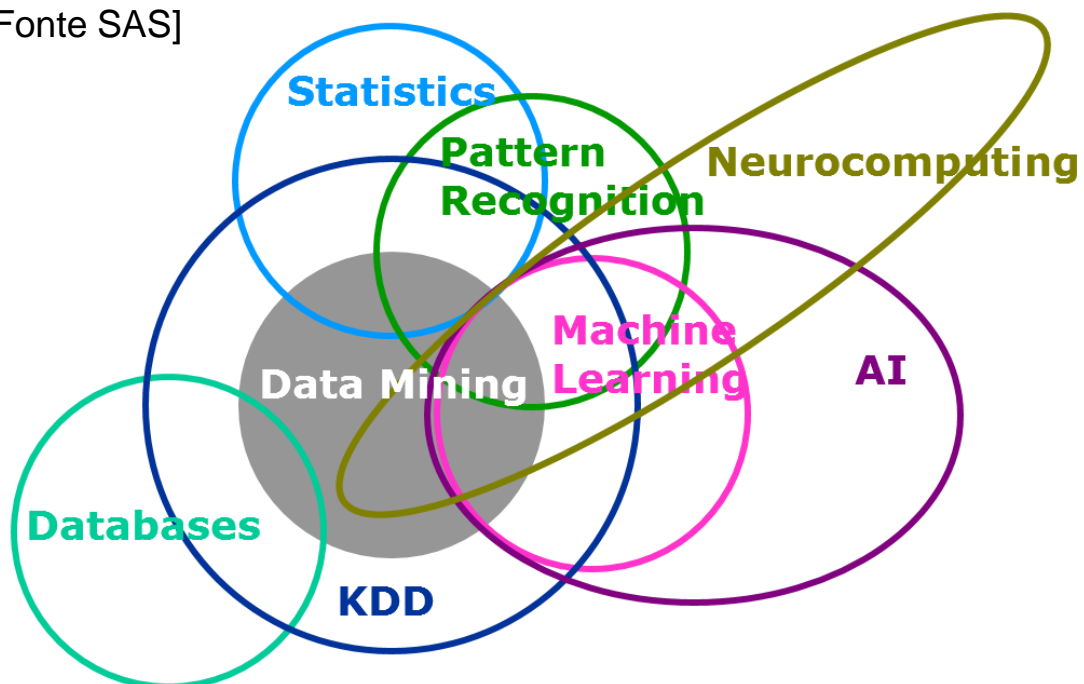 Fonte SAS]
Statistics
Pattern
Recognition
Neurocomputing
Machine
Learning
AI
Data Mining
Databases
KDD